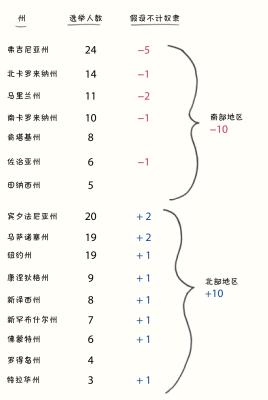 州 选举人数 假设不计奴隶
弗吉尼亚州 24 −5
北卡罗来纳州 14 −1
马里兰州 11 −2
南卡罗来纳州 10 −1
肯塔基州 8
佐治亚州 6 −1
田纳西州 5
南部地区
−10
宾夕法尼亚州 20 +2
马萨诸塞州 19 +2
纽约州 19 +1
康涅狄格州 9 +1
新泽西州 8 +1
新罕布什尔州 7 +1
佛蒙特州 6 +1
罗得岛州 4
特拉华州 3 +1
北部地区
+10